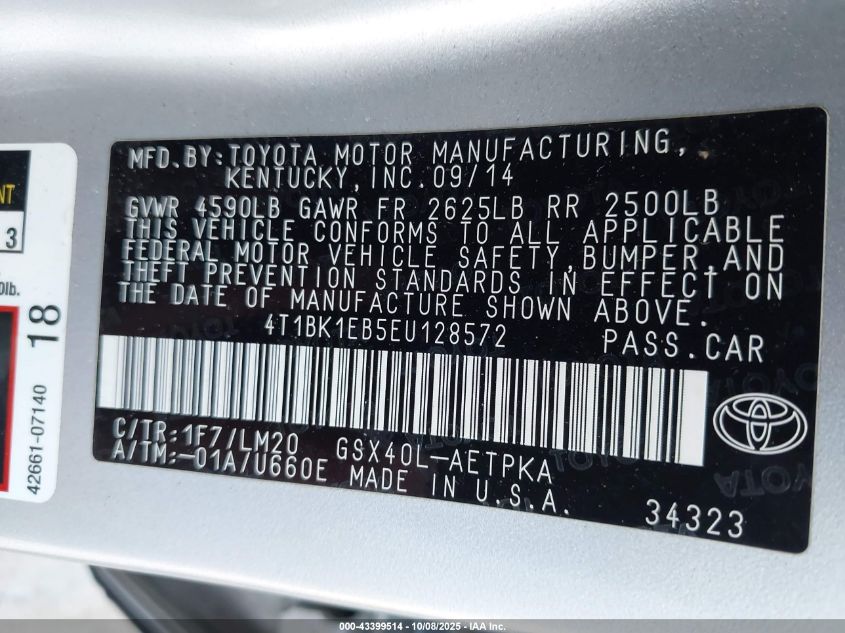 MFD. BY: TOYOTA MOTOR MANUFACTURING,
KENTUCKY, INC. 09/14
GVWR 4590LB GAWR FR 2625LB RR 2500LB
THIS VEHICLE CONFORMS TO ALL APPLICABLE
FEDERAL MOTOR VEHICLE SAFETY, BUMPER, AND
THEFT PREVENTION STANDARDS IN EFFECT ON
THE DATE OF MANUFACTURE SHOWN ABOVE.
4T1BK1EB5EU128572 PASS. CAR
C/TR: 1F7/LM20 GSX40L-AETPKA
A/TM: -01A/U660E MADE IN U.S.A.
34323
3
18
42661-07140
000-43399514 | 10/08/2025 - IAA Inc.